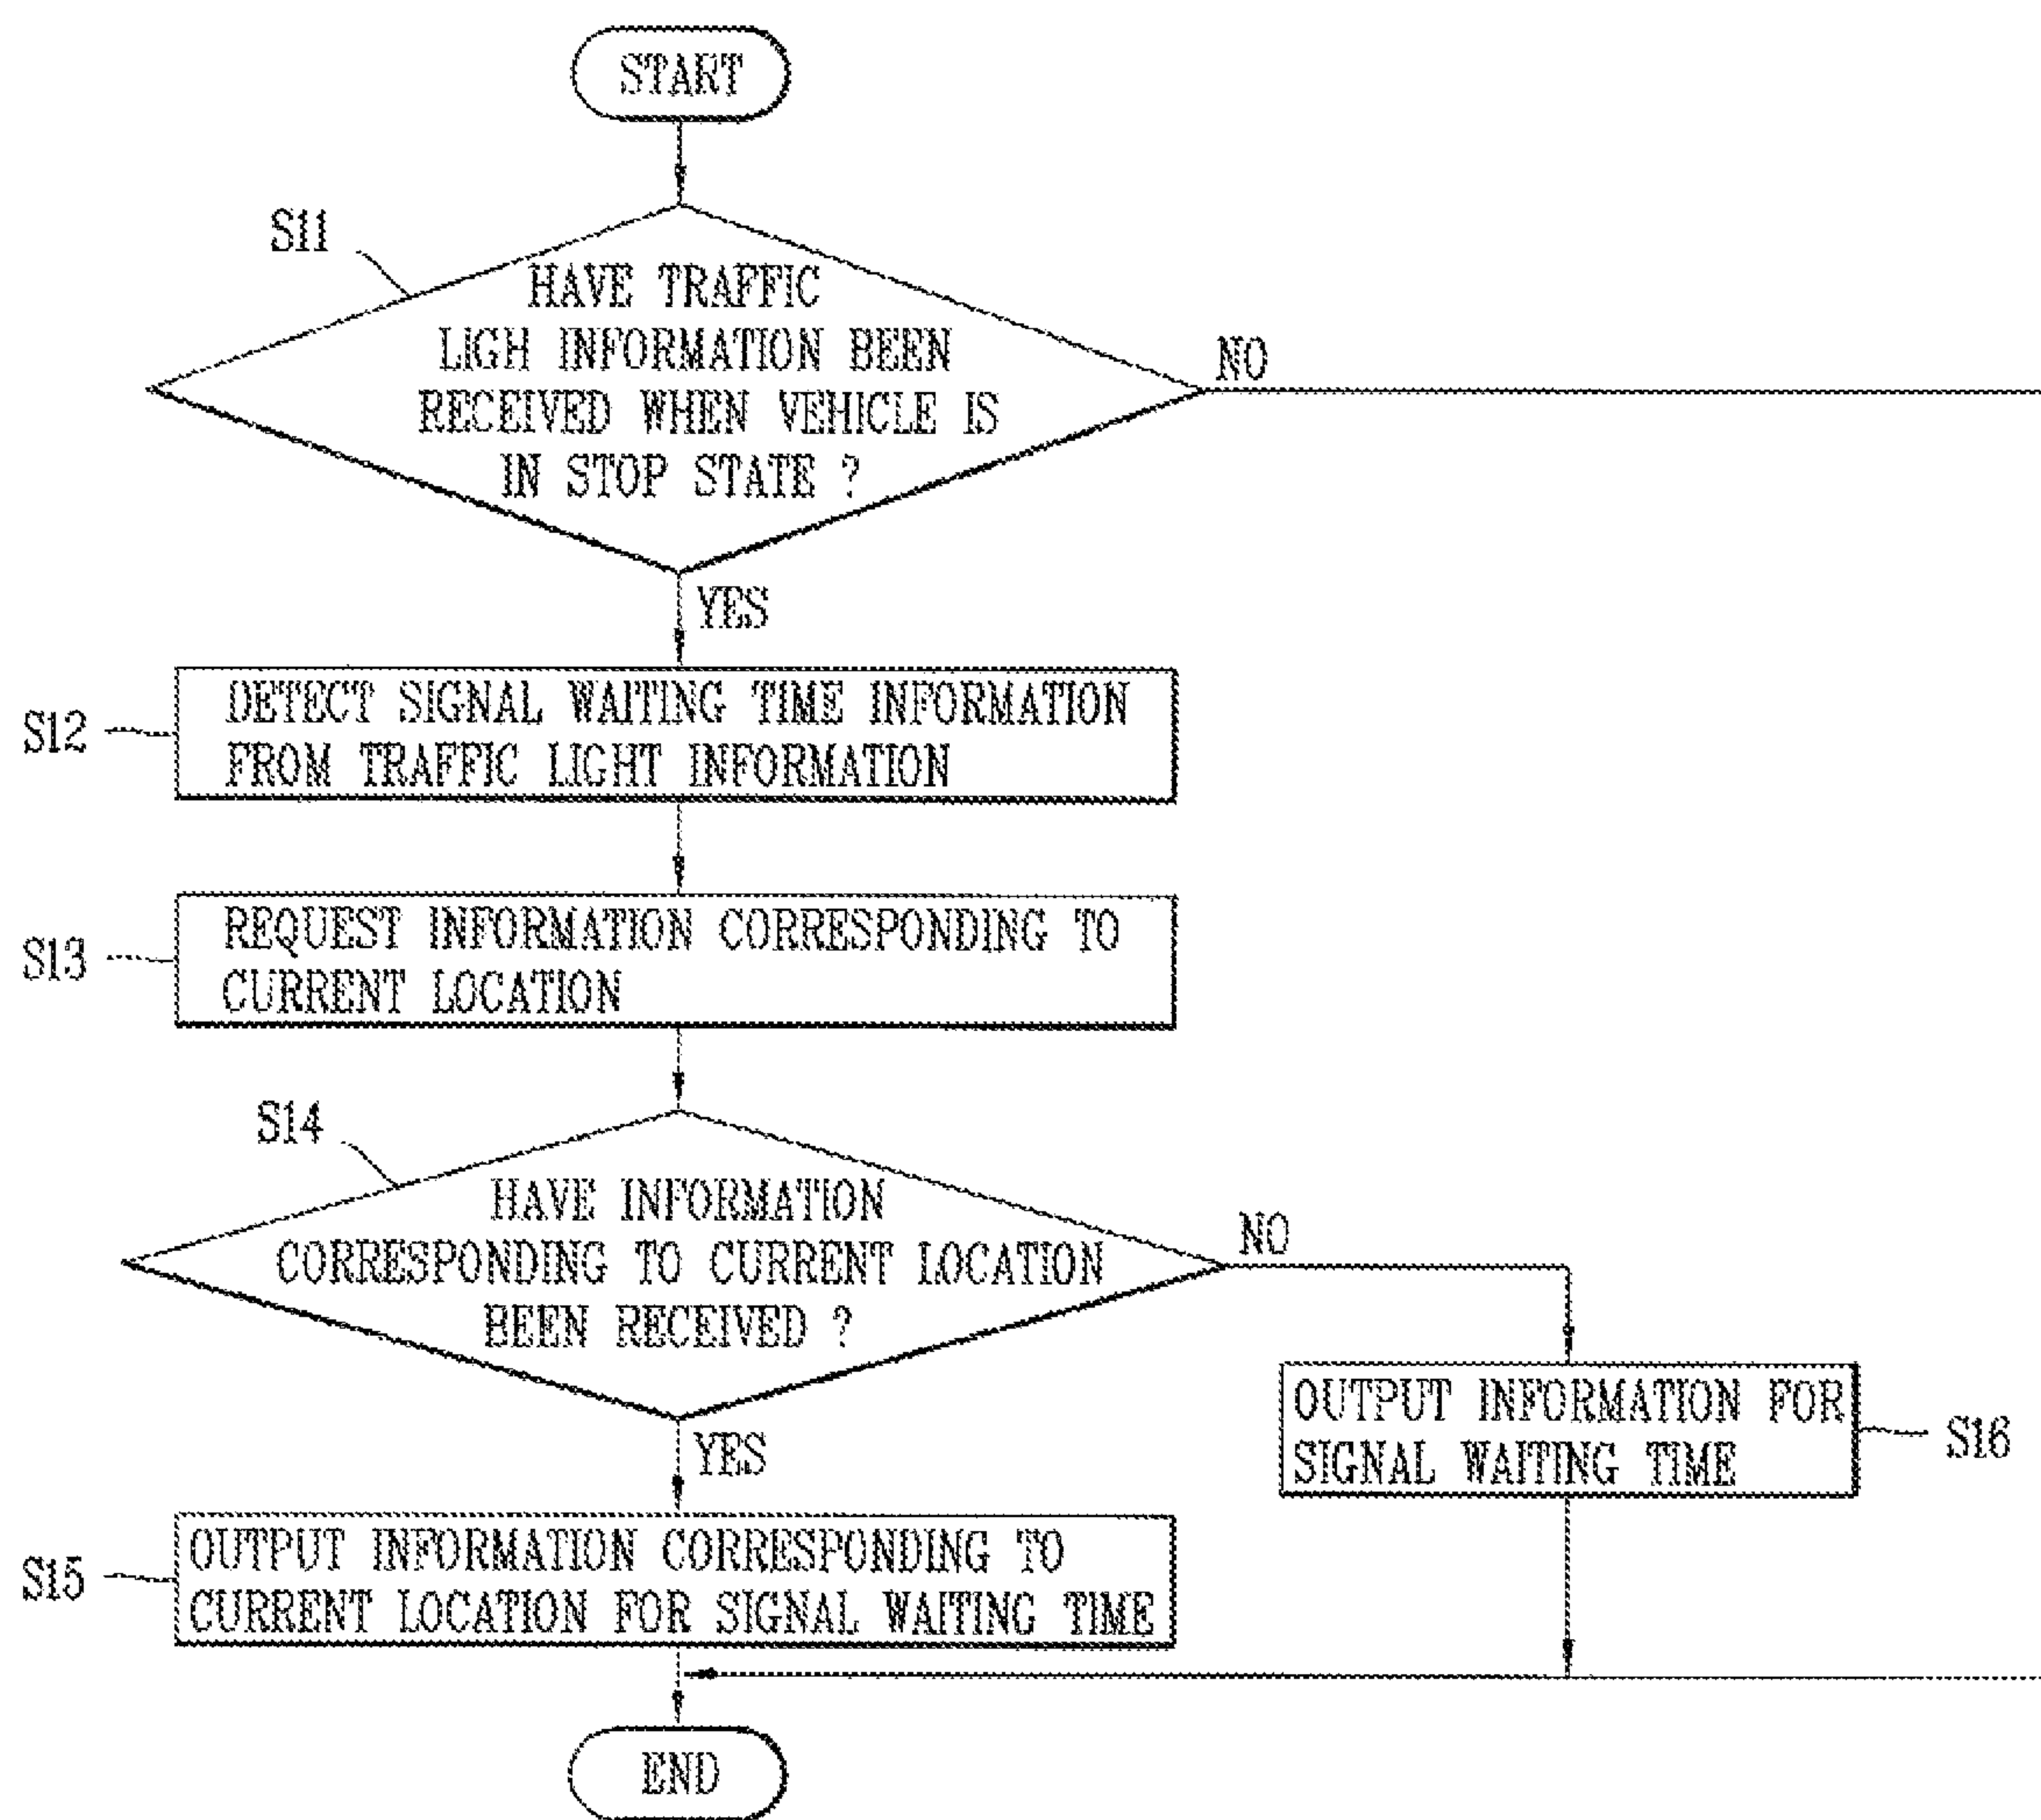 START
S11
HAVE TRAFFIC
LIGH INFORMATION BEEN
RECEIVED WHEN VEHICLE IS
IN STOP STATE ?
NO
YES
S12
DETECT SIGNAL WAITING TIME INFORMATION
FROM TRAFFIC LIGHT INFORMATION
S13
REQUEST INFORMATION CORRESPONDING TO
CURRENT LOCATION
S14
HAVE INFORMATION
CORRESPONDING TO CURRENT LOCATION
BEEN RECEIVED ?
NO
YES
OUTPUT INFORMATION FOR
SIGNAL WAITING TIME
S16
S15
OUTPUT INFORMATION CORRESPONDING TO
CURRENT LOCATION FOR SIGNAL WAITING TIME
END